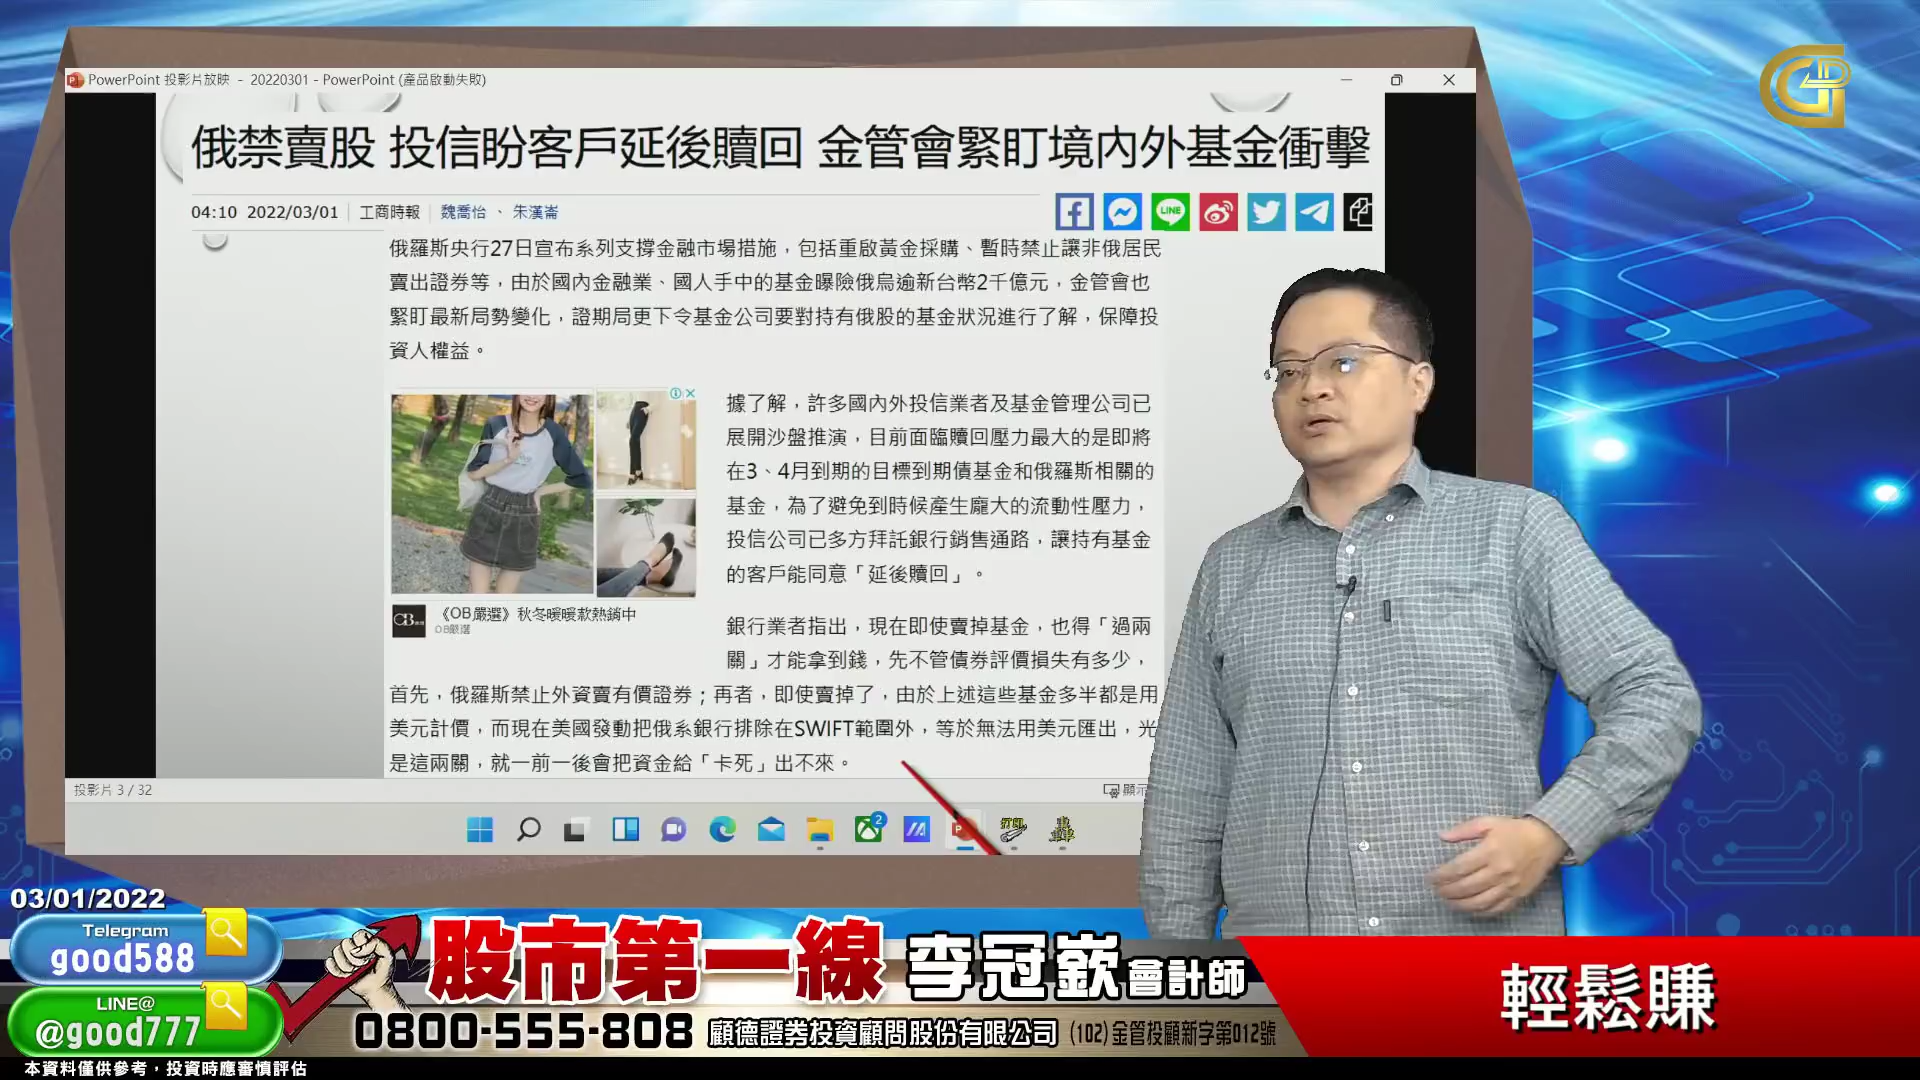 PowerPoint 投影片放映 - 20220301 - PowerPoint (產品啟動失敗)
俄禁賣股 投信盼客戶延後贖回 金管會緊盯境內外基金衝擊
04:10 2022/03/01 工商時報 魏喬怡、朱漢崙
LINE
俄羅斯央行27日宣布系列支撐金融市場措施，包括重啟黃金採購、暫時禁止讓非俄居民
賣出證券等，由於國內金融業、國人手中的基金曝險俄烏逾新台幣2千億元，金管會也
緊盯最新局勢變化，證期局更下令基金公司要對持有俄股的基金狀況進行了解，保障投
資人權益。
據了解，許多國內外投信業者及基金管理公司已
展開沙盤推演，目前面臨贖回壓力最大的是即將
在3、4月到期的目標到期債基金和俄羅斯相關的
基金，為了避免到時候產生龐大的流動性壓力，
投信公司已多方拜託銀行銷售通路，讓持有基金
的客戶能同意「延後贖回」。
《OB嚴選》秋冬暖暖款熱銷中
OB嚴選
銀行業者指出，現在即使賣掉基金，也得「過兩
關」才能拿到錢，先不管債券評價損失有多少，
首先，俄羅斯禁止外資賣有價證券；再者，即使賣掉了，由於上述這些基金多半都是用
美元計價，而現在美國發動把俄系銀行排除在SWIFT範圍外，等於無法用美元匯出，光
是這兩關，就一前一後會把資金給「卡死」出不來。
投影片 3 / 32
顯示
2
打印
03/01/2022
Telegram
good588
LINE@
@good777
股市第一線 李冠嶔 會計師
0800-555-808 顧德證券投資顧問股份有限公司 (102)金管投顧新字第012號
輕鬆賺
本資料僅供參考，投資時應審慎評估